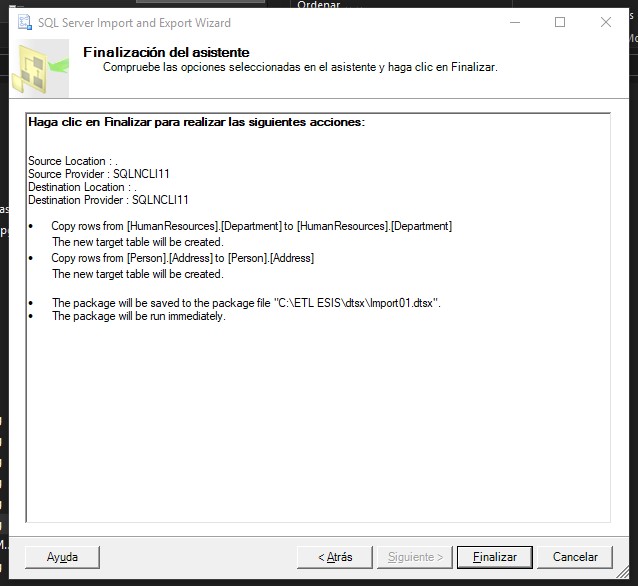 Ordenar
SQL Server Import and Export Wizard
Finalización del asistente
Compruebe las opciones seleccionadas en el asistente y haga clic en Finalizar.
Haga clic en Finalizar para realizar las siguientes acciones:
Source Location : .
Source Provider : SQLNCLI11
Destination Location : .
Destination Provider : SQLNCLI11
• Copy rows from [HumanResources].[Department] to [HumanResources].[Department]
The new target table will be created.
• Copy rows from [Person].[Address] to [Person].[Address]
The new target table will be created.
• The package will be saved to the package file "C:\ETL ESIS\dtsx\Import01.dtsx".
• The package will be run immediately.
Ayuda
< Atrás
Siguiente >
Finalizar
Cancelar